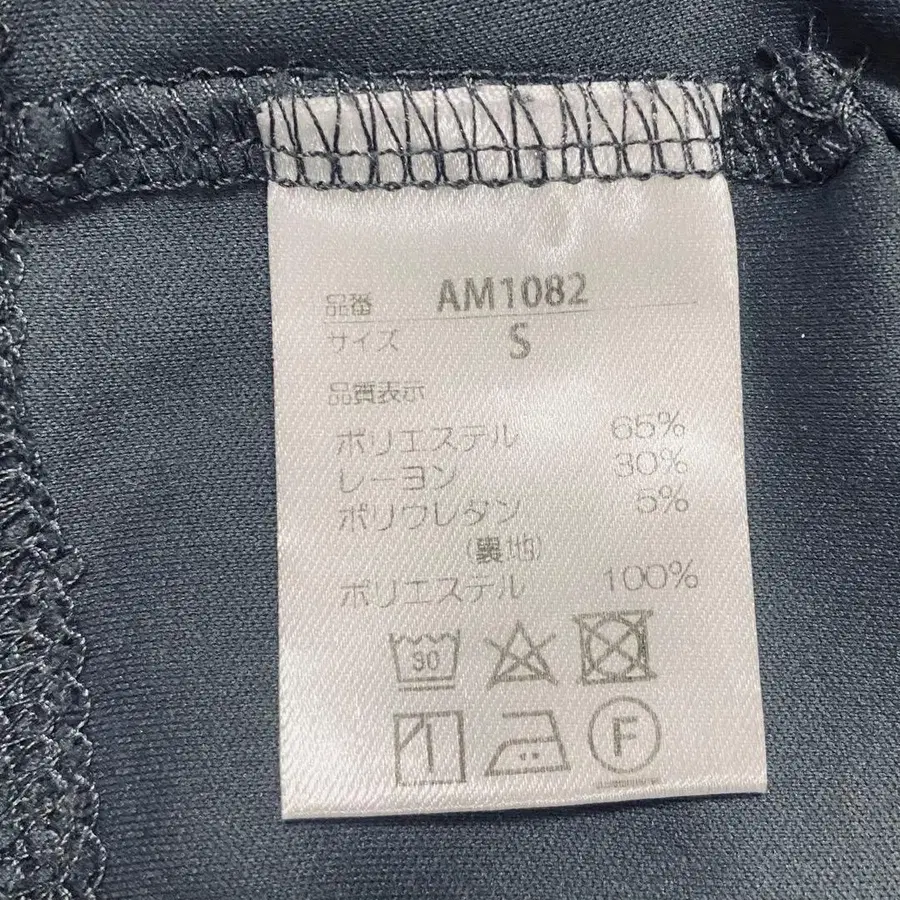 品番 AM1082
サイズ S
品質表示
ポリエステル 65%
レーヨン 30%
ポリウレタン 5%
(裏地)
ポリエステル 100%
30
F